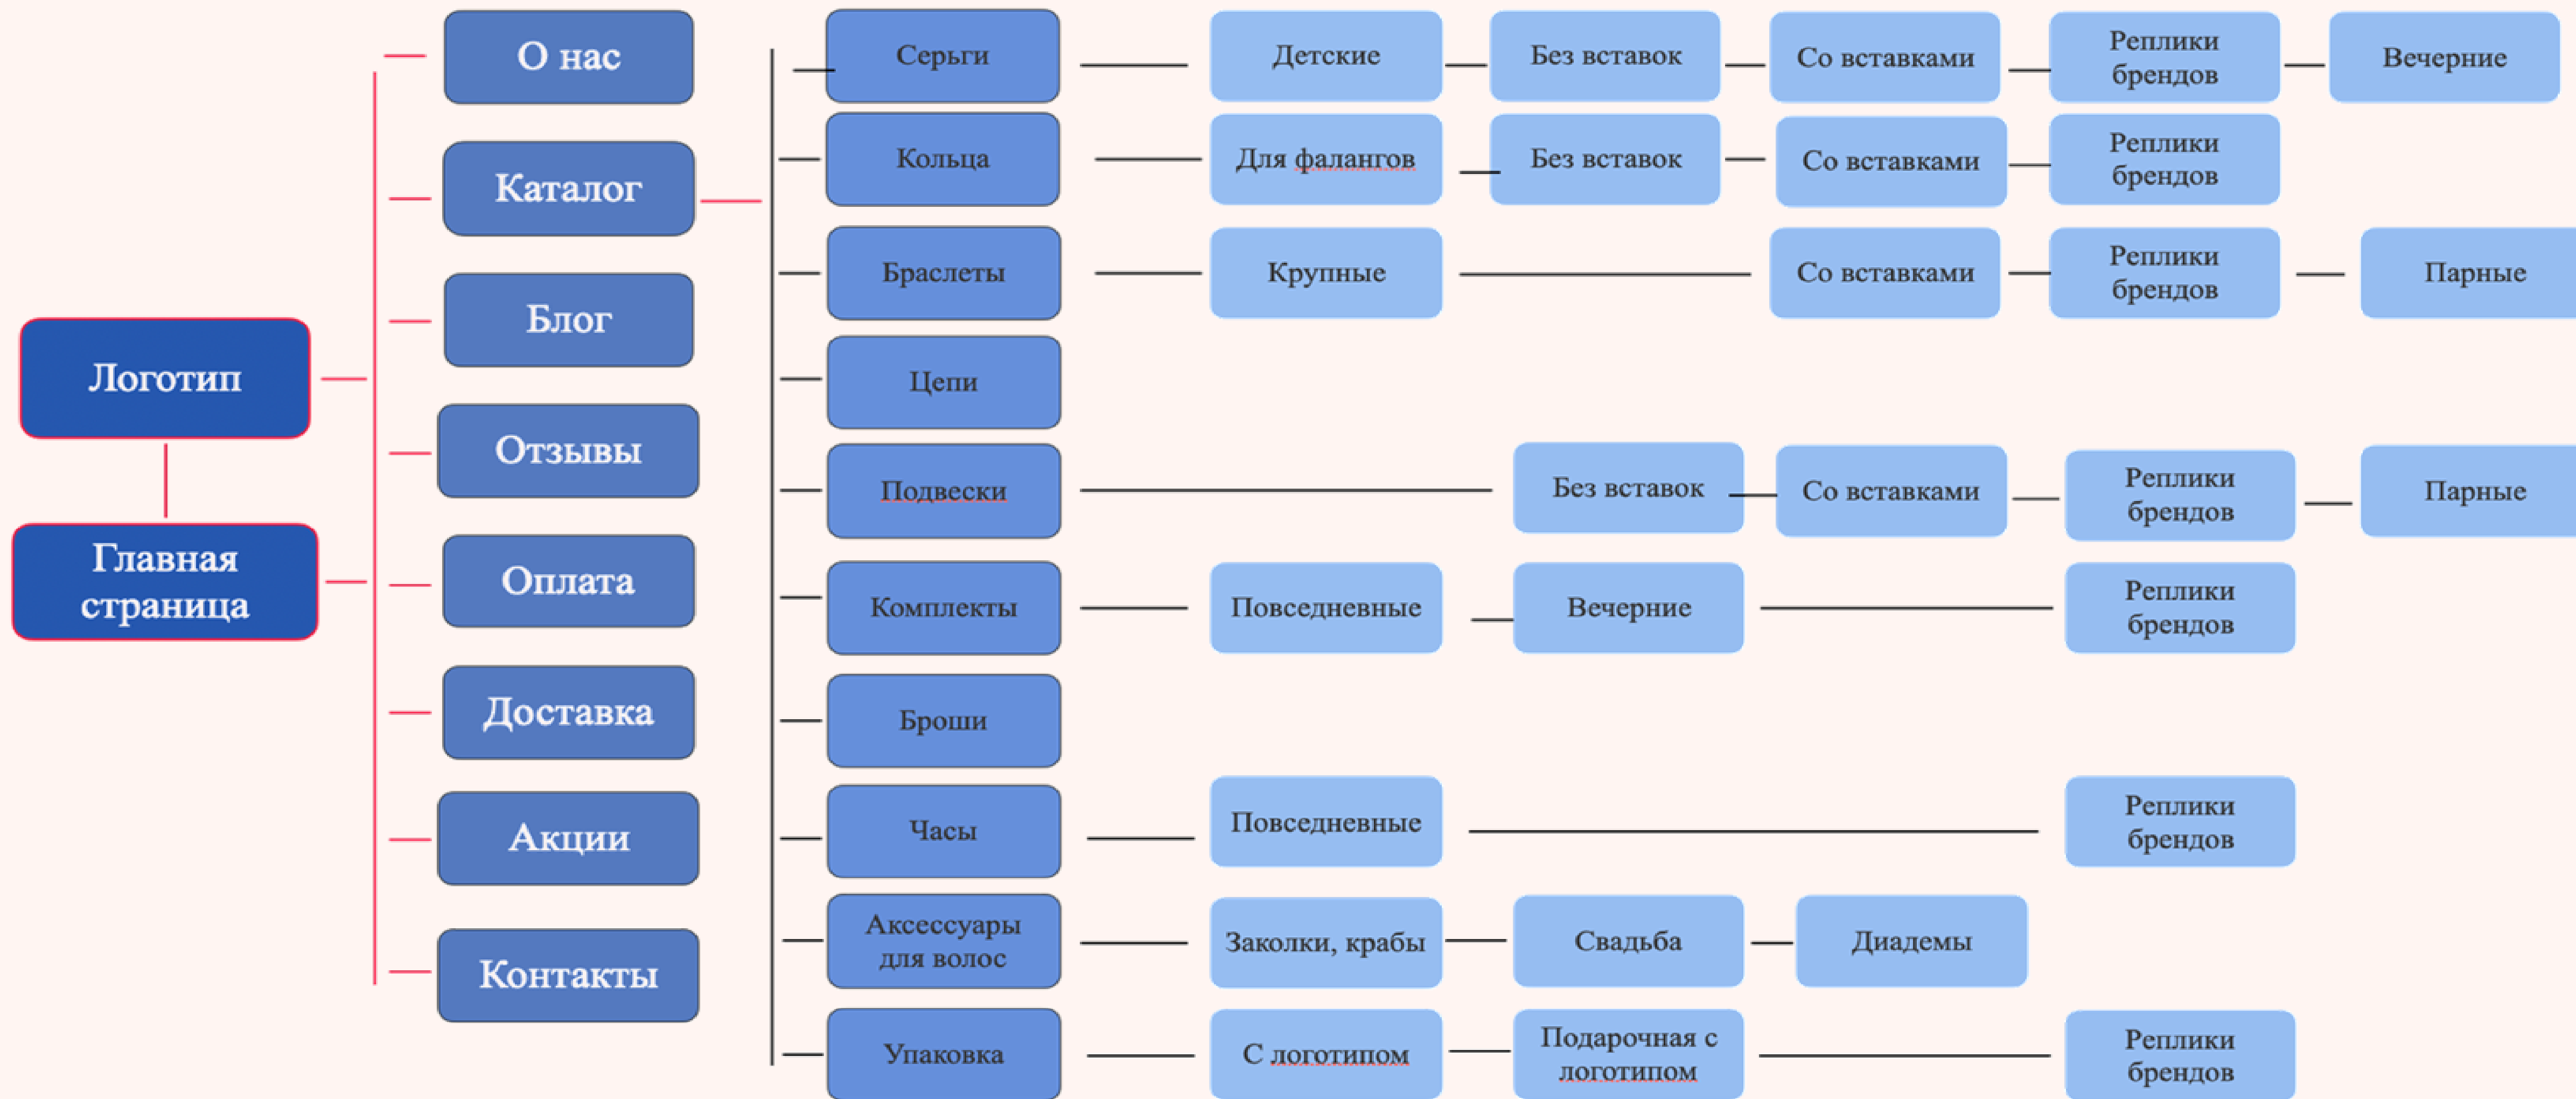 Логотип
Главная
страница
О нас
Каталог
Блог
Отзывы
Оплата
Доставка
Акции
Контакты
Серьги
Детские
Без вставок
Со вставками
Реплики
брендов
Вечерние
Кольца
Для фалангов
Без вставок
Со вставками
Реплики
брендов
Браслеты
Крупные
Со вставками
Реплики
брендов
Парные
Цепи
Подвески
Без вставок
Со вставками
Реплики
брендов
Парные
Комплекты
Повседневные
Вечерние
Реплики
брендов
Броши
Часы
Повседневные
Реплики
брендов
Аксессуары
для волос
Заколки, крабы
Свадьба
Диадемы
Упаковка
С логотипом
Подарочная с
логотипом
Реплики
брендов